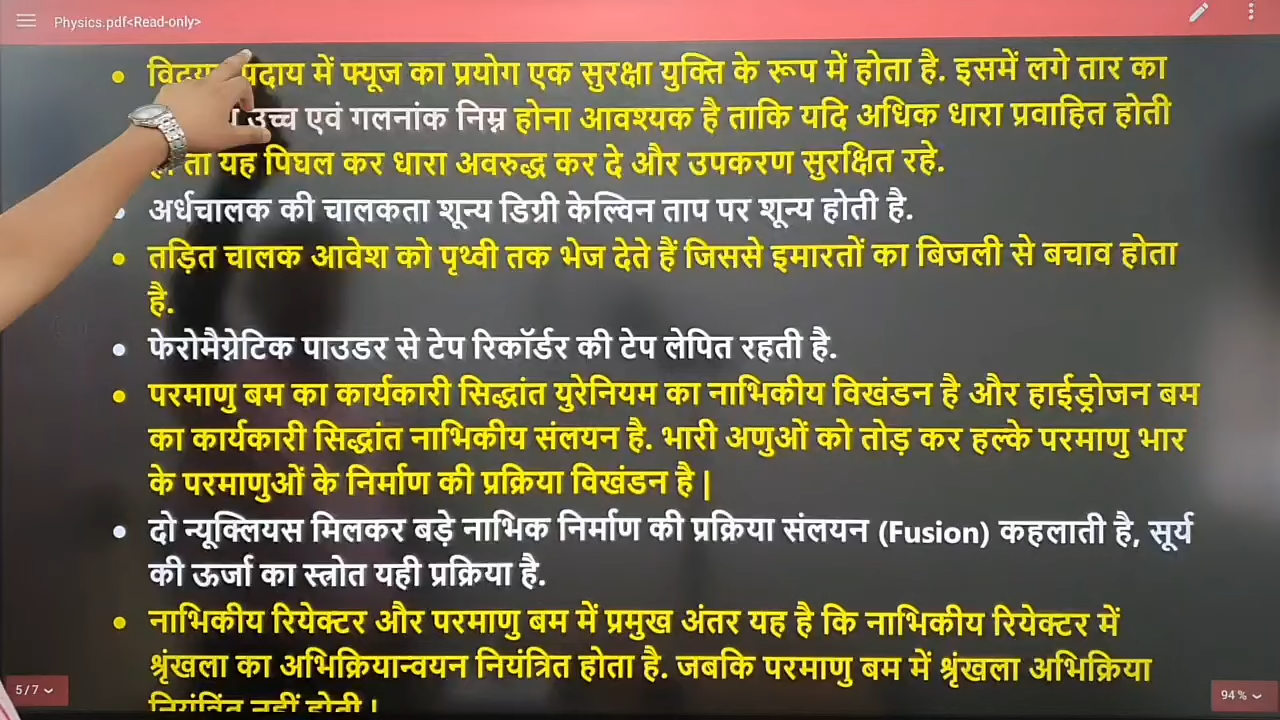 Physics.pdf<Read-only>
में फ्यूज का प्रयोग एक सुरक्षा युक्ति के रूप में होता है. इसमें लगे तार का
उच्च एवं गलनांक निम्न होना आवश्यक है ताकि यदि अधिक धारा प्रवाहित होती
यह पिघल कर धारा अवरुद्ध कर दे और उपकरण सुरक्षित रहे.
अर्धचालक की चालकता शून्य डिग्री केल्विन ताप पर शून्य होती है.
तड़ित चालक आवेश को पृथ्वी तक भेज देते हैं जिससे इमारतों का बिजली से बचाव होता
है.
फेरोमैग्नेटिक पाउडर से टेप रिकॉर्डर की टेप लेपित रहती है.
परमाणु बम का कार्यकारी सिद्धांत युरेनियम का नाभिकीय विखंडन है और हाईड्रोजन बम
का कार्यकारी सिद्धांत नाभिकीय संलयन है. भारी अणुओं को तोड़ कर हल्के परमाणु भार
के परमाणुओं के निर्माण की प्रक्रिया विखंडन है |
दो न्यूक्लियस मिलकर बड़े नाभिक निर्माण की प्रक्रिया संलयन (Fusion) कहलाती है, सूर्य
की ऊर्जा का स्त्रोत यही प्रक्रिया है.
नाभिकीय रियेक्टर और परमाणु बम में प्रमुख अंतर यह है कि नाभिकीय रियेक्टर में
श्रृंखला का अभिक्रियान्वयन नियंत्रित होता है. जबकि परमाणु बम में श्रृंखला अभिक्रिया
नहीं होती |
5/7
94%